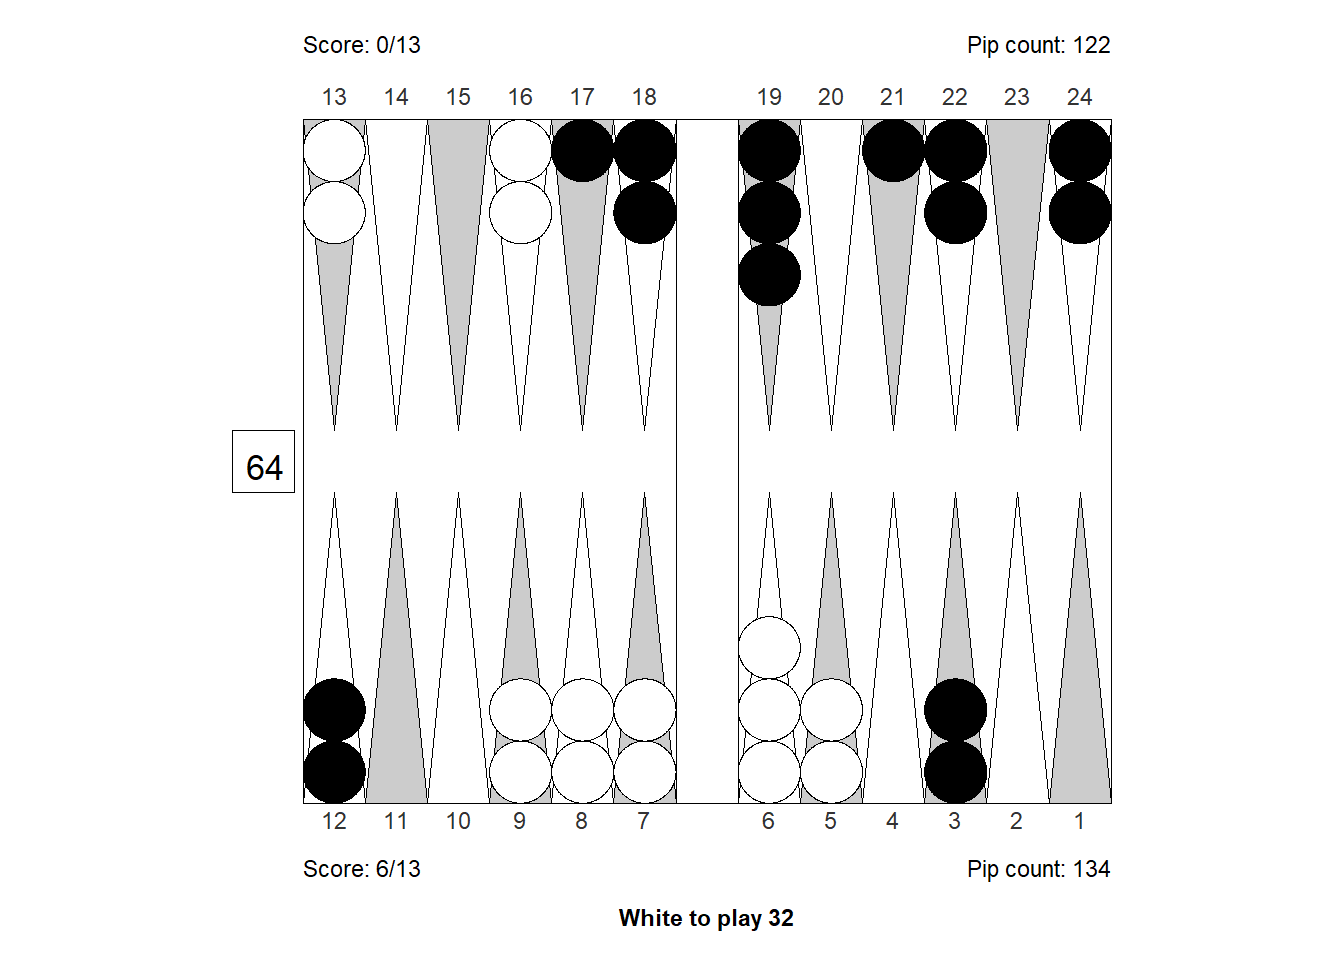 Score: 0/13 Pip count: 122
13 14 15 16 17 18 19 20 21 22 23 24
64
12 11 10 9 8 7 6 5 4 3 2 1
Score: 6/13 Pip count: 134
White to play 32